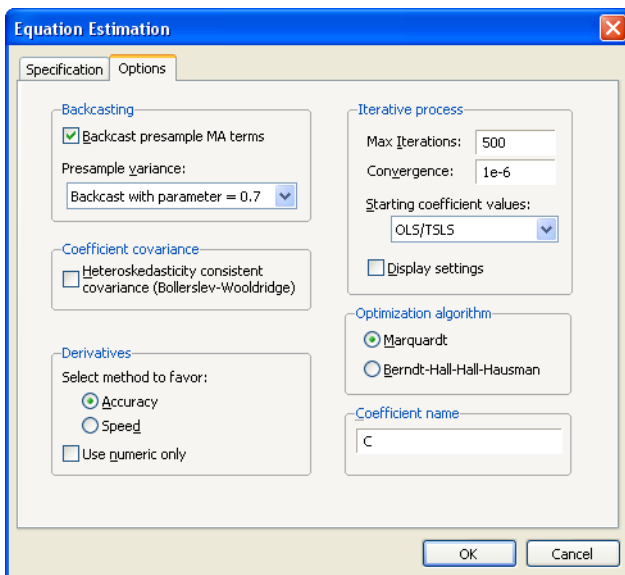 Equation Estimation
Specification
Options
Backcasting
Backcast presample MA terms
Presample variance:
Backcast with parameter = 0.7
Coefficient covariance
Heteroskedasticity consistent
covariance (Bollerslev-Wooldridge)
Derivatives
Select method to favor:
Accuracy
Speed
Use numeric only
Iterative process
Max Iterations:
500
Convergence:
1e-6
Starting coefficient values:
OLS/TSLS
Display settings
Optimization algorithm
Marquardt
Berndt-Hall-Hall-Hausman
Coefficient name
C
OK
Cancel